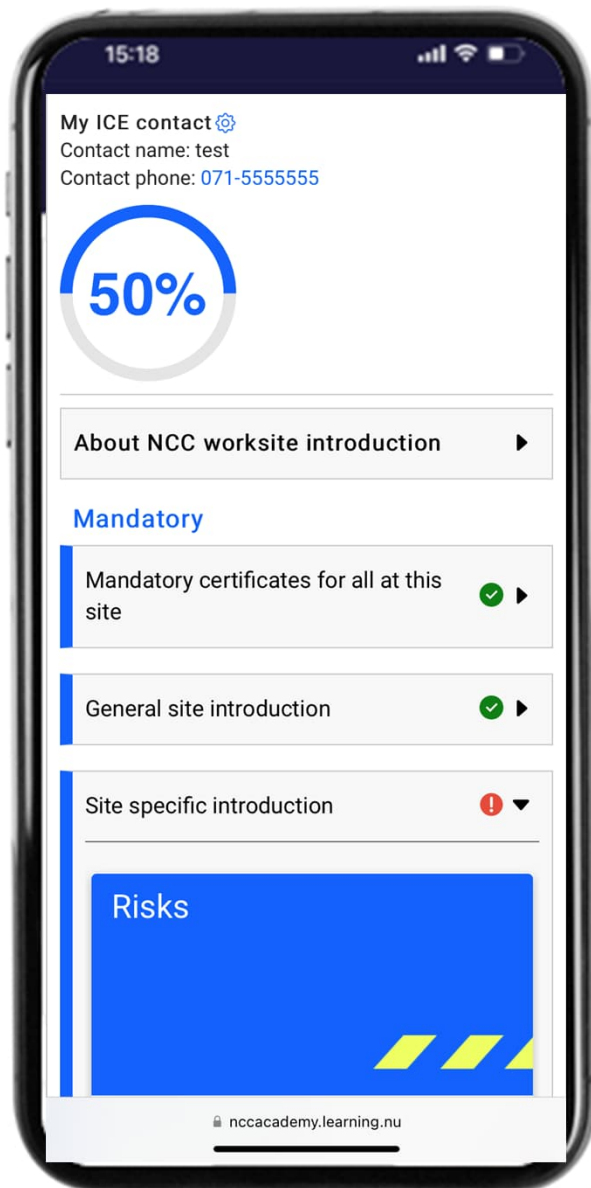 15:18
My ICE contact
Contact name: test
Contact phone: 071-5555555
50%
About NCC worksite introduction
Mandatory
Mandatory certificates for all at this
site
General site introduction
Site specific introduction
Risks
nccacademy.learning.nu